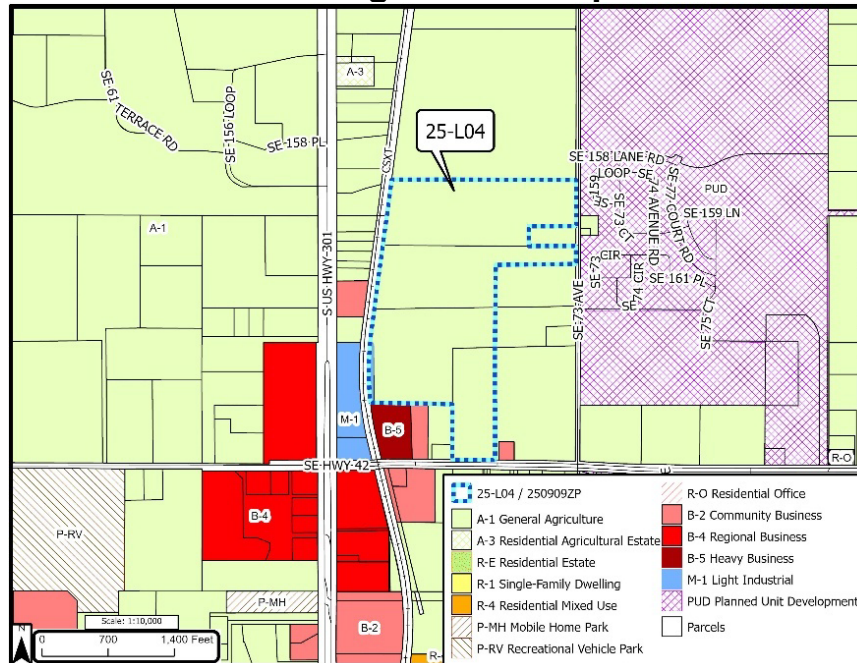 A-3
SE-61 TERRACE RD
SE-156 LOOP
SE-158 PL
CSXT
25-L04
SE 158 LANE RD
LOOP-SE
159
SE-73 CT
SE-74 AVENUE RD
SE-77 COURT RD
PUD
SE-159 LN
A-1
S-US HWY-301
CIR
SE-73
SE-74 CIR
SE 161 PL
SE
SE-73 AVE
SE-75 CT
M-1
B-5
SE-HWY-42
E
R-O
P-RV
B-4
P-MH
B-2
Scale: 1:10,000
N
0 700 1,400 Feet
25-L04 / 250909ZP
A-1 General Agriculture
A-3 Residential Agricultural Estate
R-E Residential Estate
R-1 Single-Family Dwelling
R-4 Residential Mixed Use
P-MH Mobile Home Park
P-RV Recreational Vehicle Park
R-O Residential Office
B-2 Community Business
B-4 Regional Business
B-5 Heavy Business
M-1 Light Industrial
PUD Planned Unit Development
Parcels